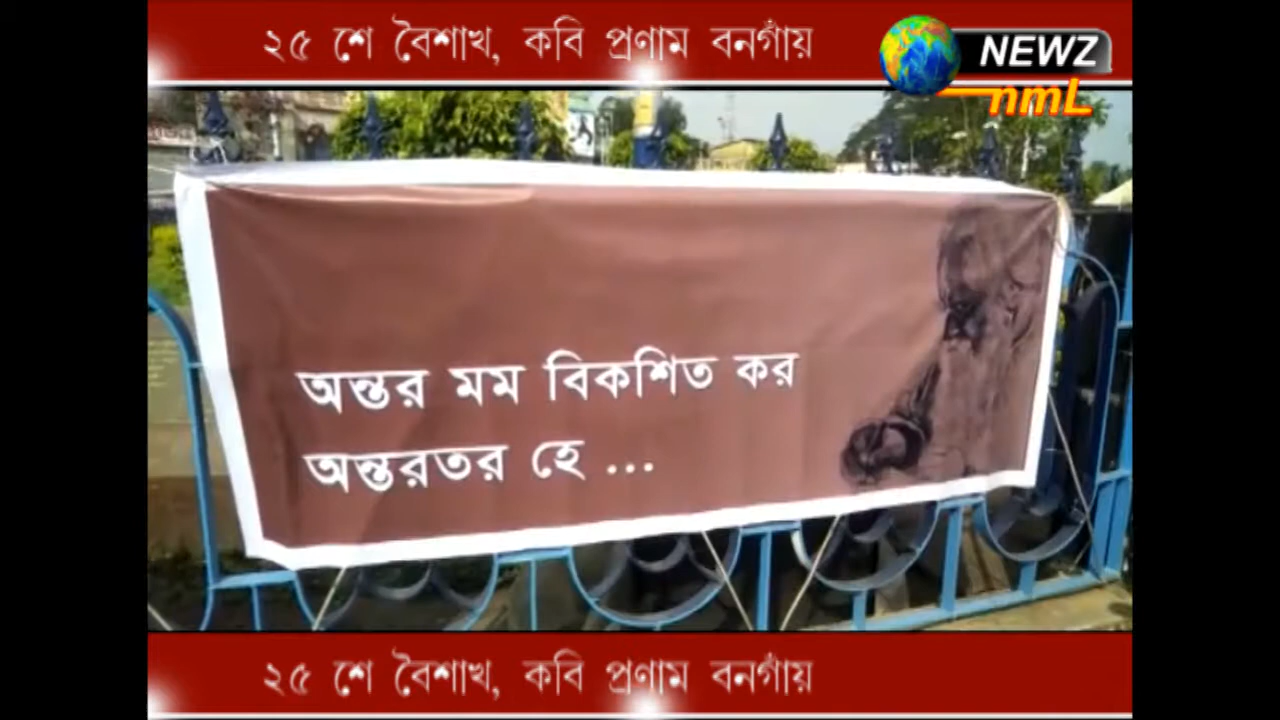 ২৫ শে বৈশাখ, কবি প্রণাম বনগাঁয়
NEWZ
nmL
অন্তর মম বিকশিত কর
অন্তরতর হে ...
২৫ শে বৈশাখ, কবি প্রণাম বনগাঁয়